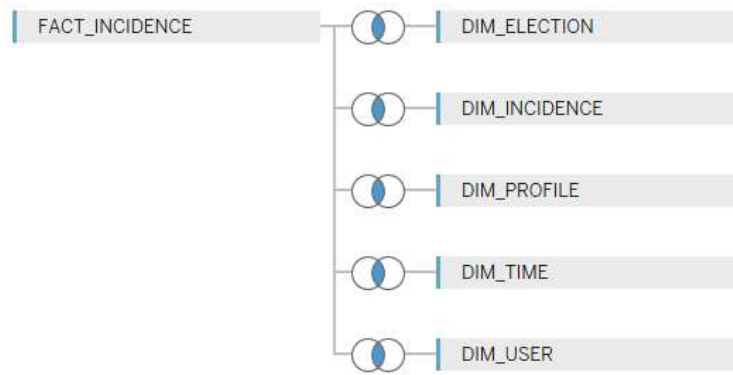 FACT_INCIDENCE
DIM_ELECTION
DIM_INCIDENCE
DIM_PROFILE
DIM_TIME
DIM_USER